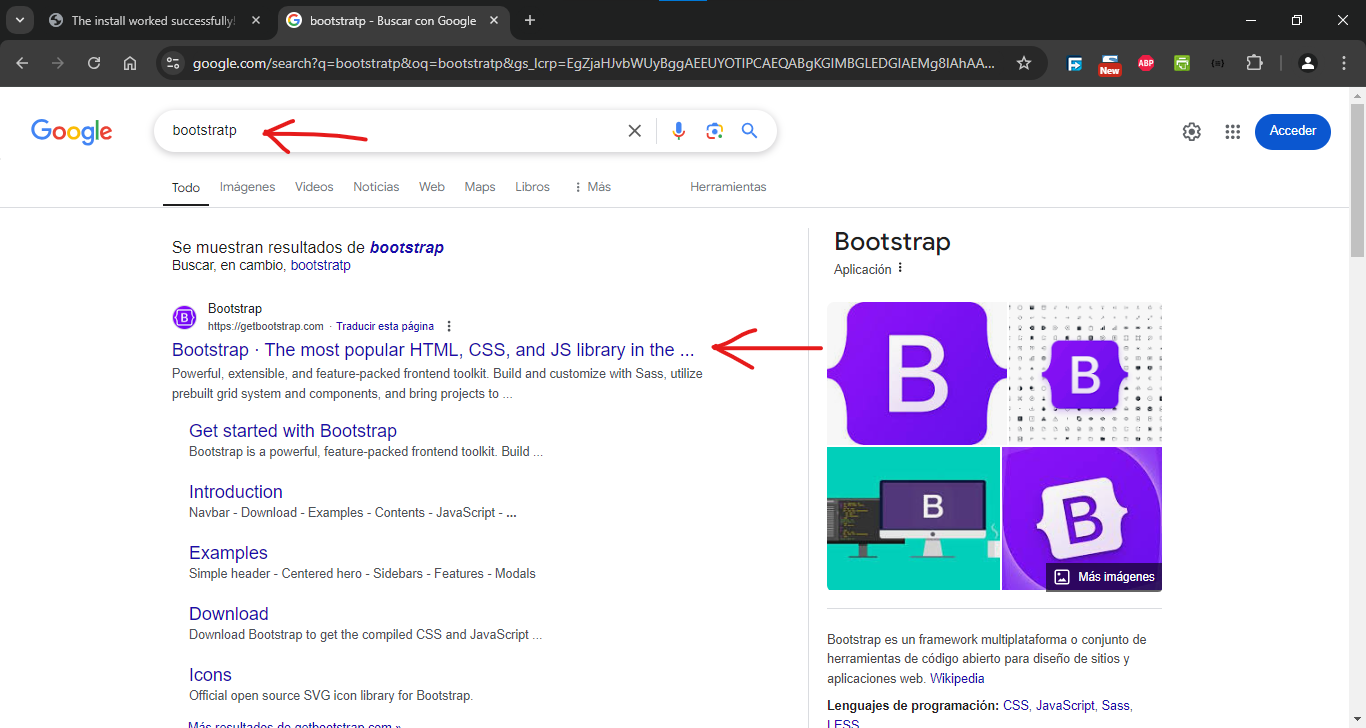 The install worked successfully!
bootstratp - Buscar con Google
google.com/search?q=bootstratp&oq=bootstratp&gs_lcrp=EgZjaHJvbWUyBggAEEUYOTIPCAEQABgKGIMBGLEDGIAEMg8IAhAA...
New
ABP
Google
bootstratp
Acceder
Todo Imágenes Videos Noticias Web Maps Libros Más Herramientas
Se muestran resultados de bootstrap
Buscar, en cambio, bootstratp
B
Bootstrap
https://getbootstrap.com · Traducir esta página
Bootstrap · The most popular HTML, CSS, and JS library in the ...
Powerful, extensible, and feature-packed frontend toolkit. Build and customize with Sass, utilize
prebuilt grid system and components, and bring projects to ...
Get started with Bootstrap
Bootstrap is a powerful, feature-packed frontend toolkit. Build ...
Introduction
Navbar - Download - Examples - Contents - JavaScript - ...
Examples
Simple header - Centered hero - Sidebars - Features - Modals
Download
Download Bootstrap to get the compiled CSS and JavaScript ...
Icons
Official open source SVG icon library for Bootstrap.
Más resultados de getbootstrap.com »
Bootstrap
Aplicación
B
B
B
B
Más imágenes
Bootstrap es un framework multiplataforma o conjunto de
herramientas de código abierto para diseño de sitios y
aplicaciones web. Wikipedia
Lenguajes de programación: CSS, JavaScript, Sass,
LESS